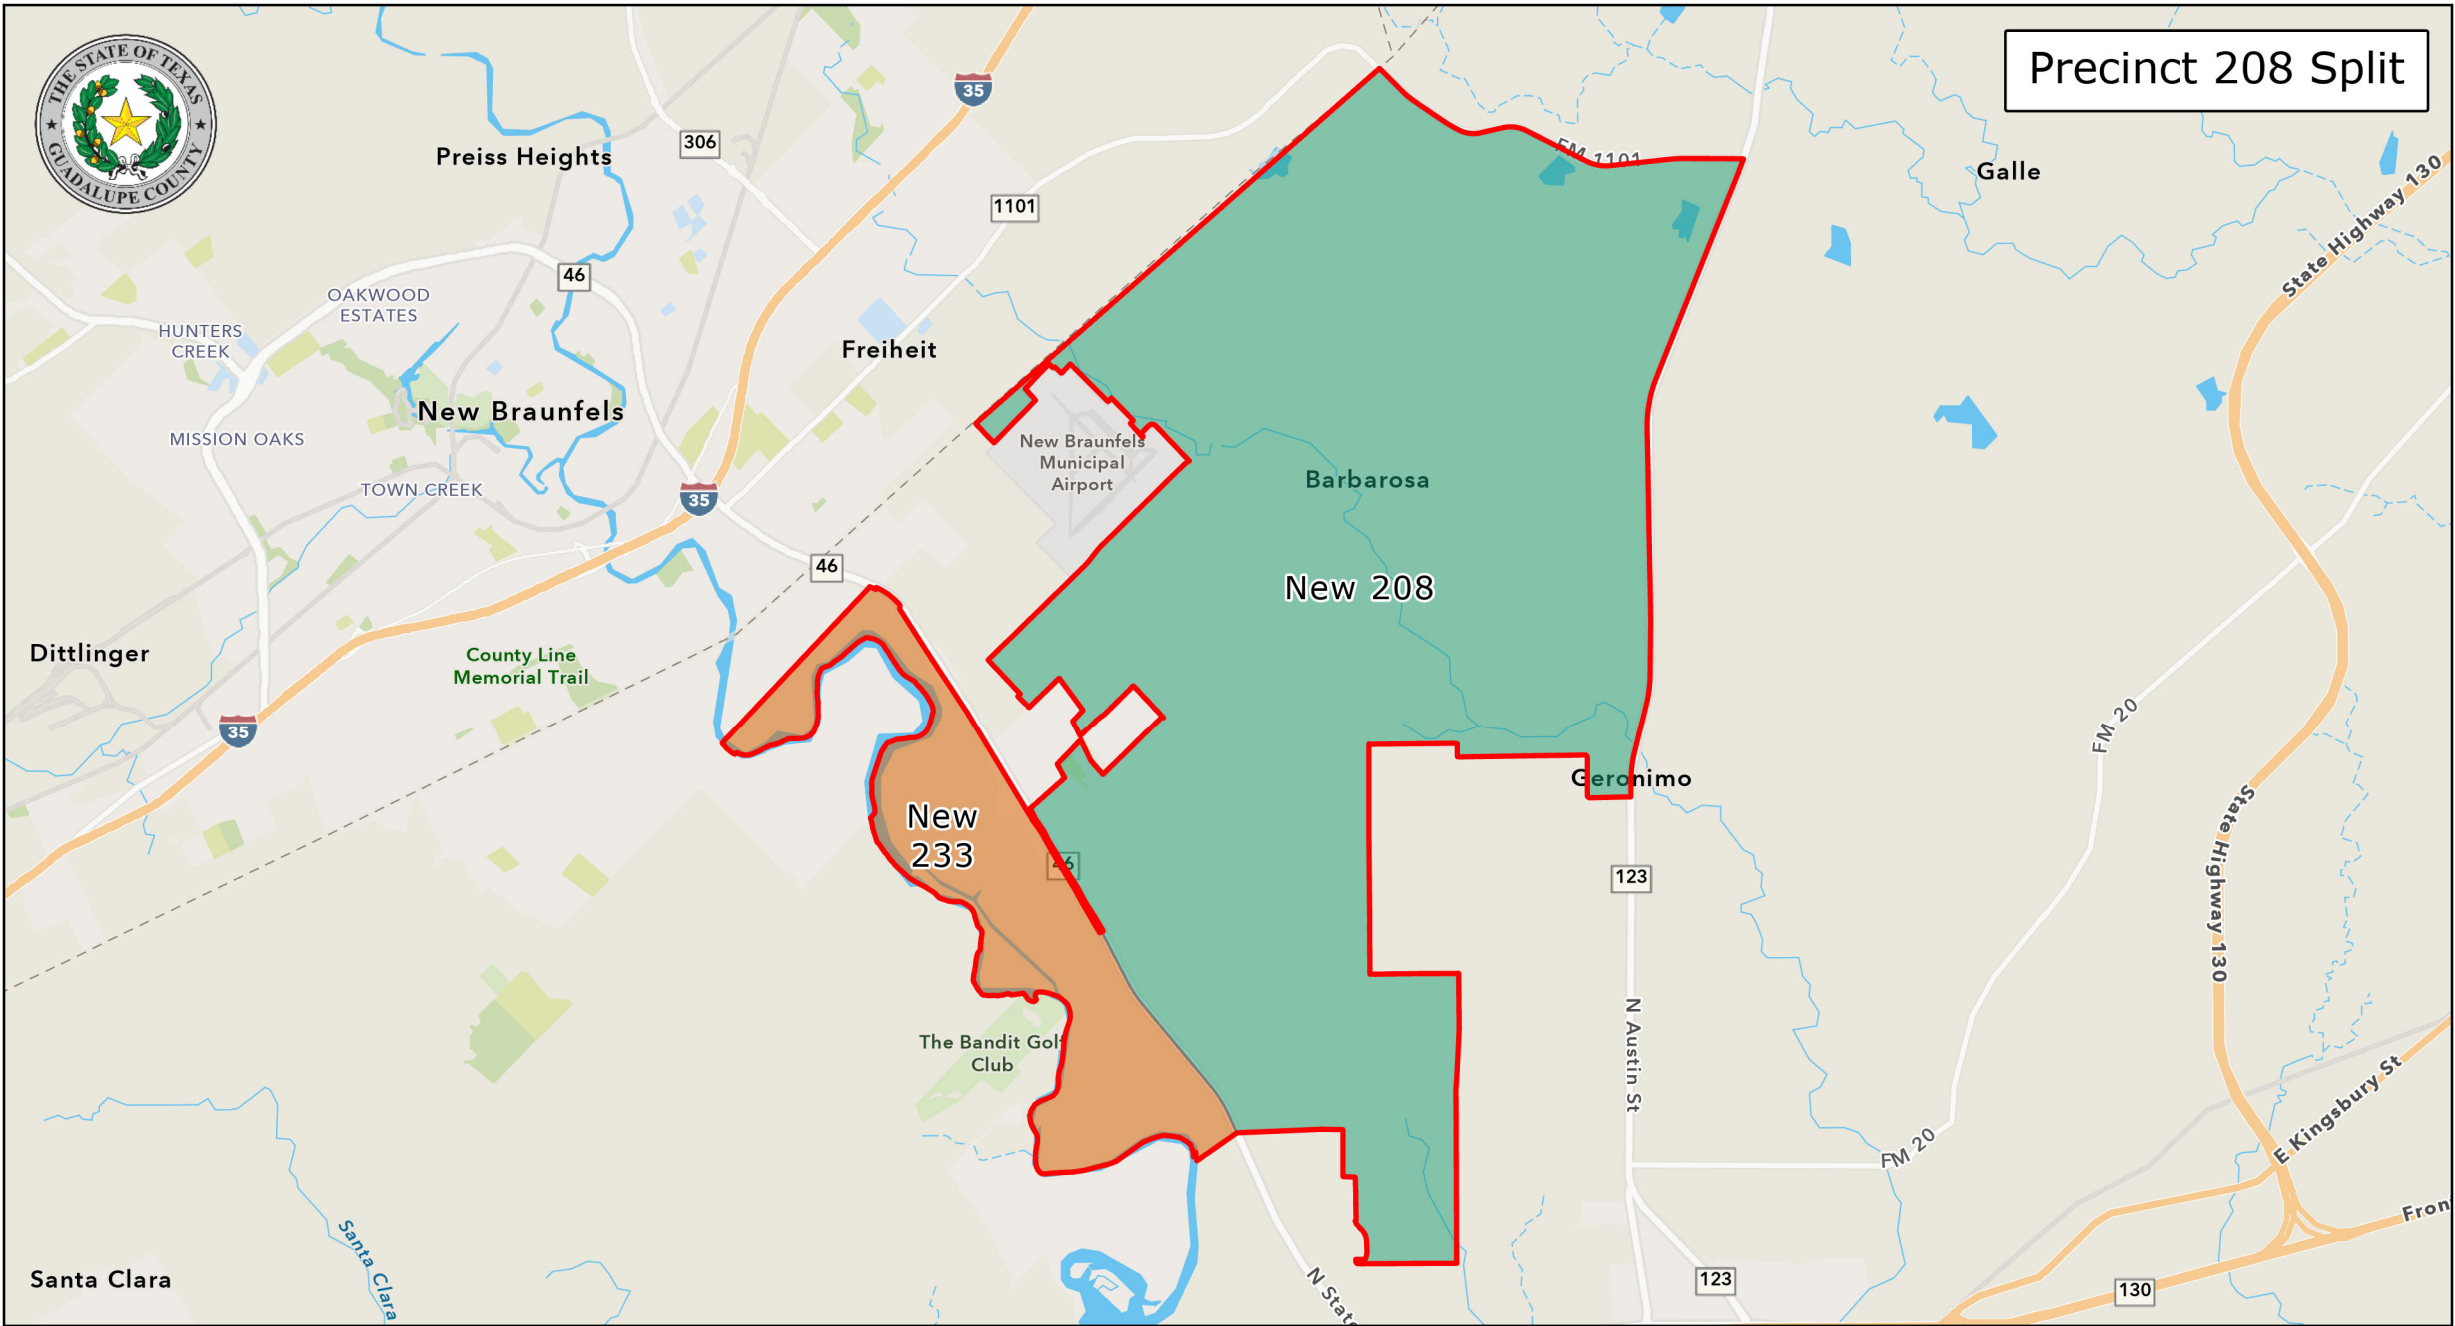 Precinct 208 Split
THE STATE OF TEXAS
GUADALUPE COUNTY
35
306
Preiss Heights
FM 1101
Galle
State Highway 130
1101
46
OAKWOOD
ESTATES
HUNTERS
CREEK
Freiheit
New Braunfels
MISSION OAKS
New Braunfels
Municipal
Airport
Barbarosa
TOWN CREEK
35
46
New 208
Dittlinger
County Line
Memorial Trail
35
FM 20
Geronimo
New
233
46
123
State Highway 130
N Austin St
The Bandit Golf
Club
E Kingsbury St
FM 20
Santa Clara
Fron
Santa Clara
N State
123
130